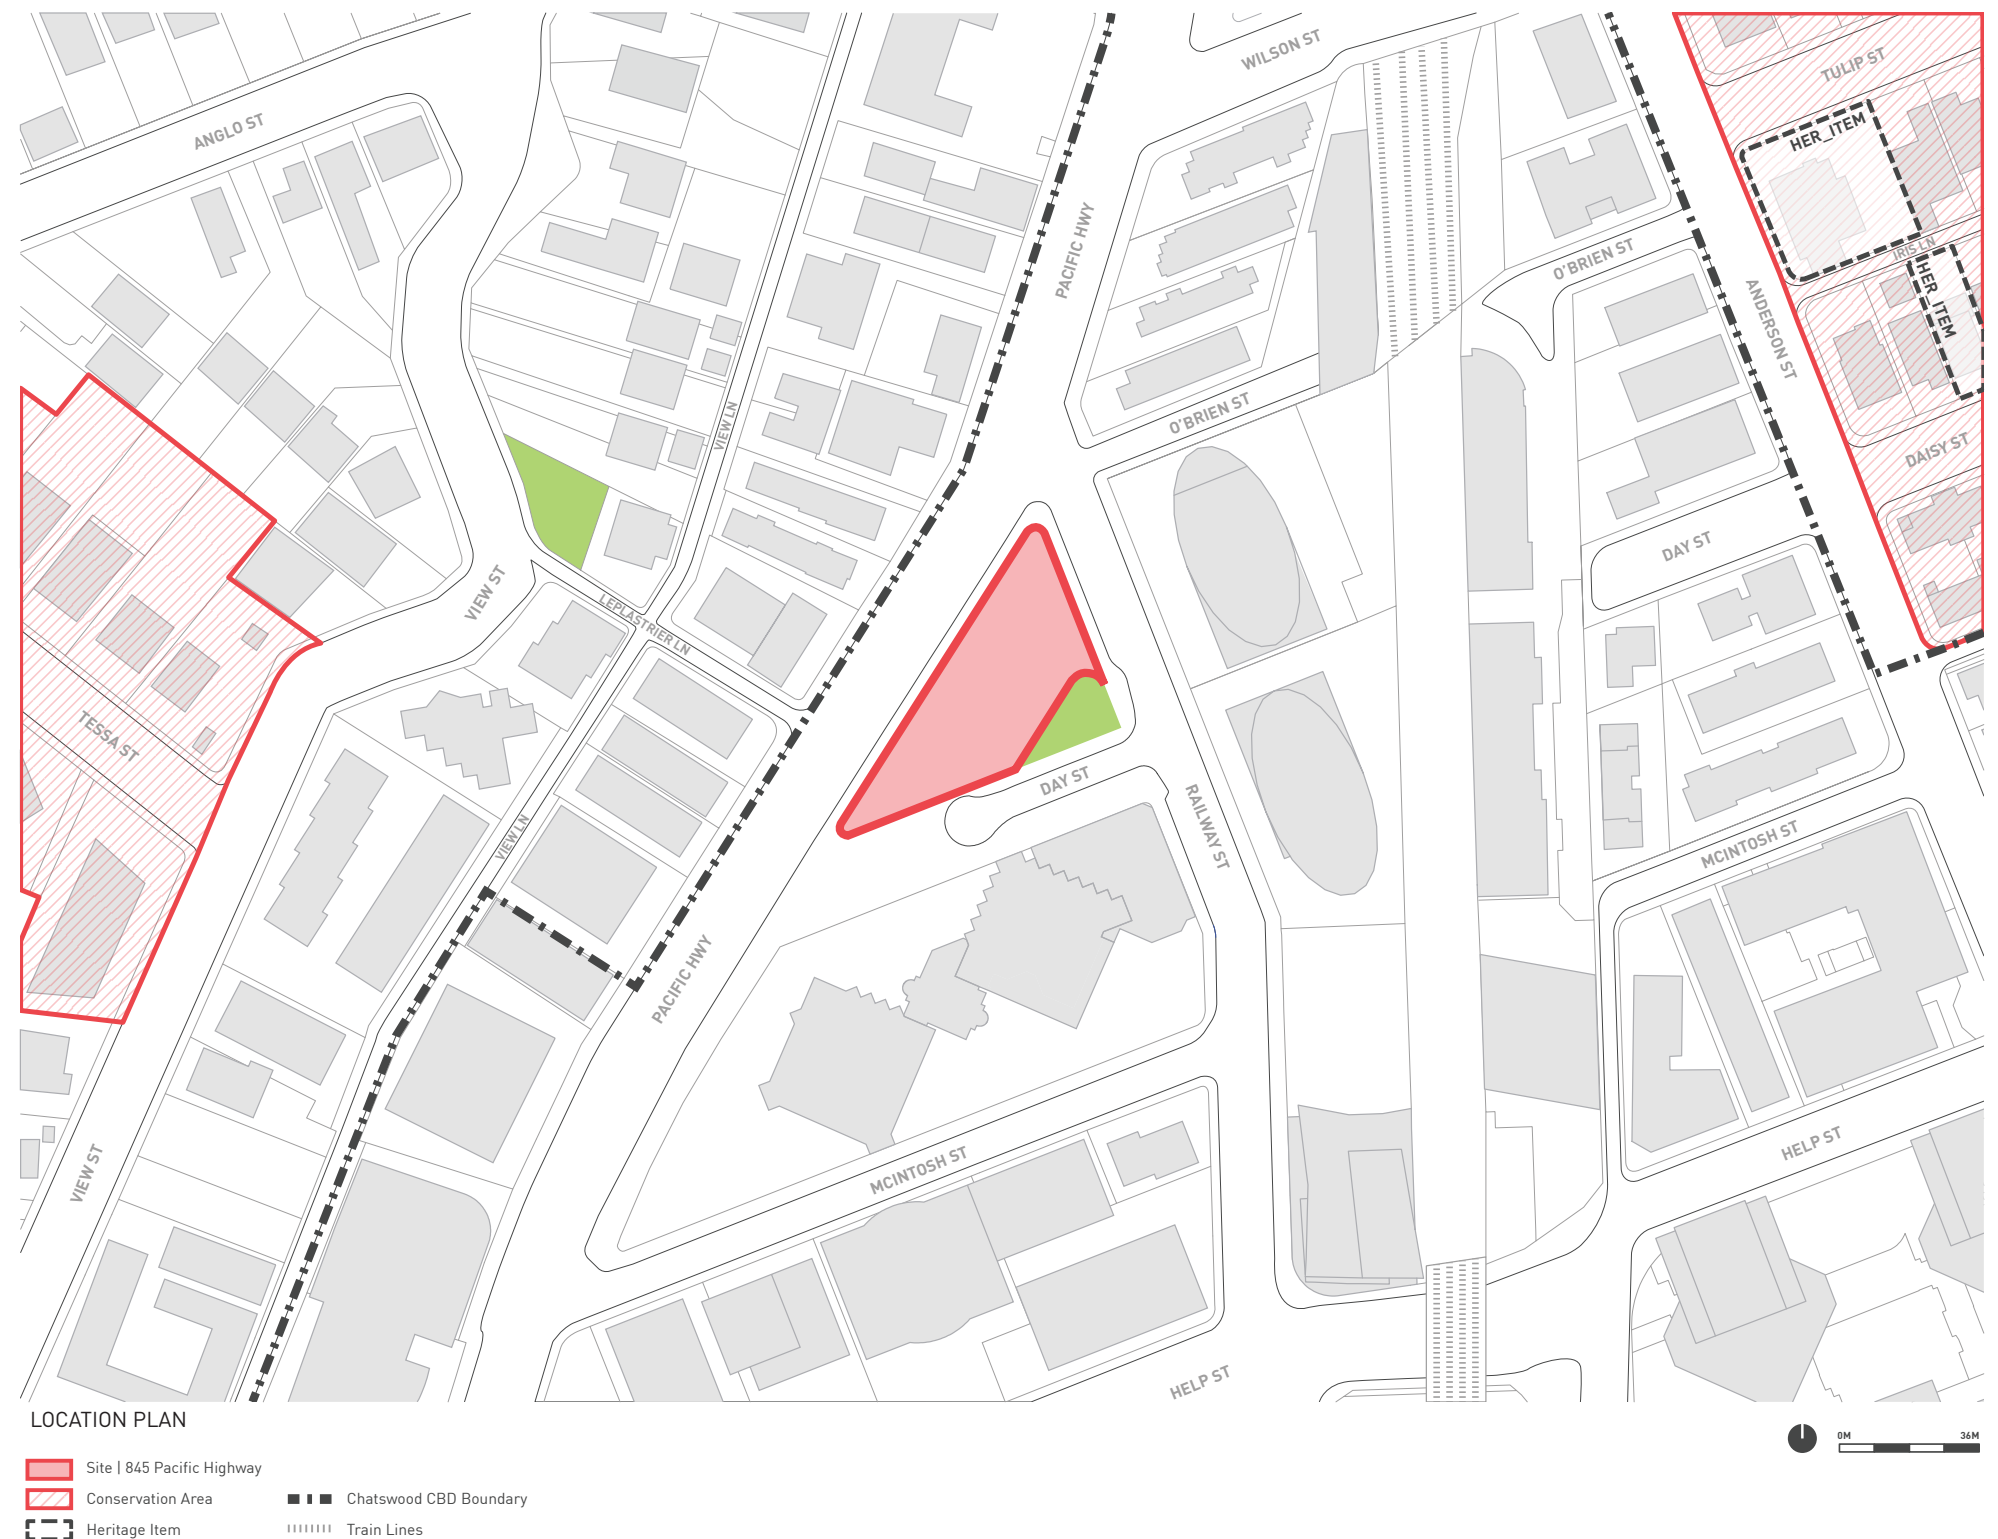 WILSON ST
TULIP ST
ANGLO ST
HER_ITEM
PACIFIC HWY
O'BRIEN ST
IRIS LN
HER_ITEM
ANDERSON ST
O'BRIEN ST
VIEW LN
DAISY ST
DAY ST
VIEW ST
LEPLASTRIER LN
TESSA ST
DAY ST
RAILWAY ST
VIEW LN
MCINTOSH ST
PACIFIC HWY
HELP ST
VIEW ST
MCINTOSH ST
HELP ST
LOCATION PLAN
0M 36M
Site | 845 Pacific Highway
Conservation Area
Chatswood CBD Boundary
Heritage Item
Train Lines